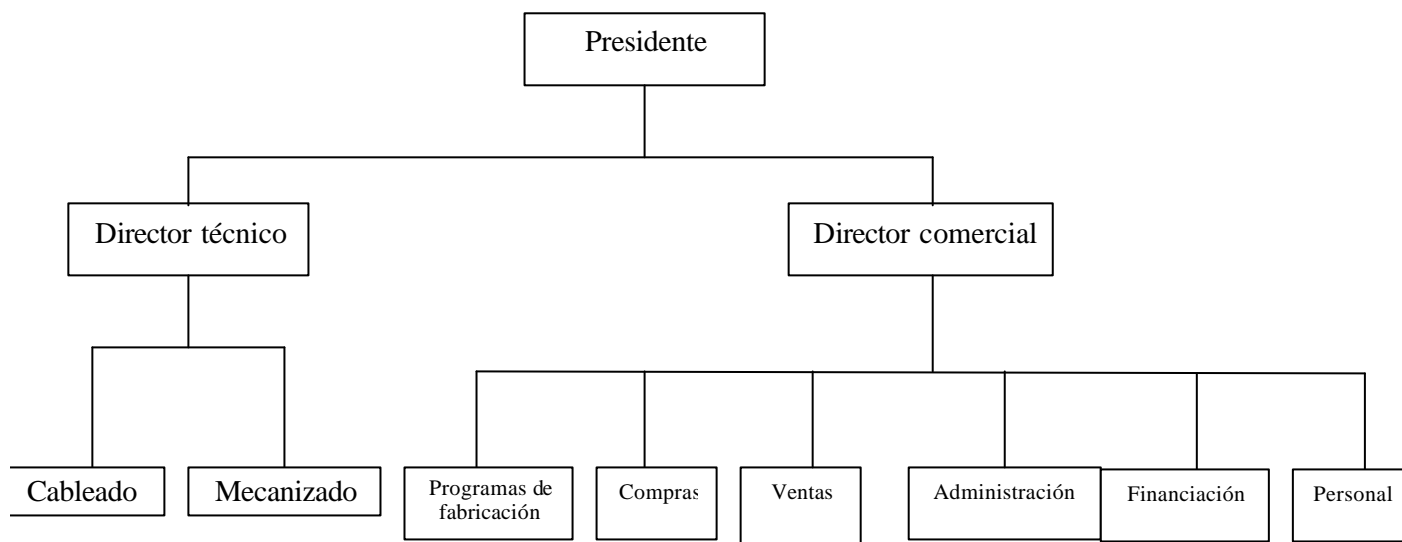 Presidente
Director técnico
Director comercial
Cableado
Mecanizado
Programas de
fabricación
Compras
Ventas
Administración
Financiación
Personal